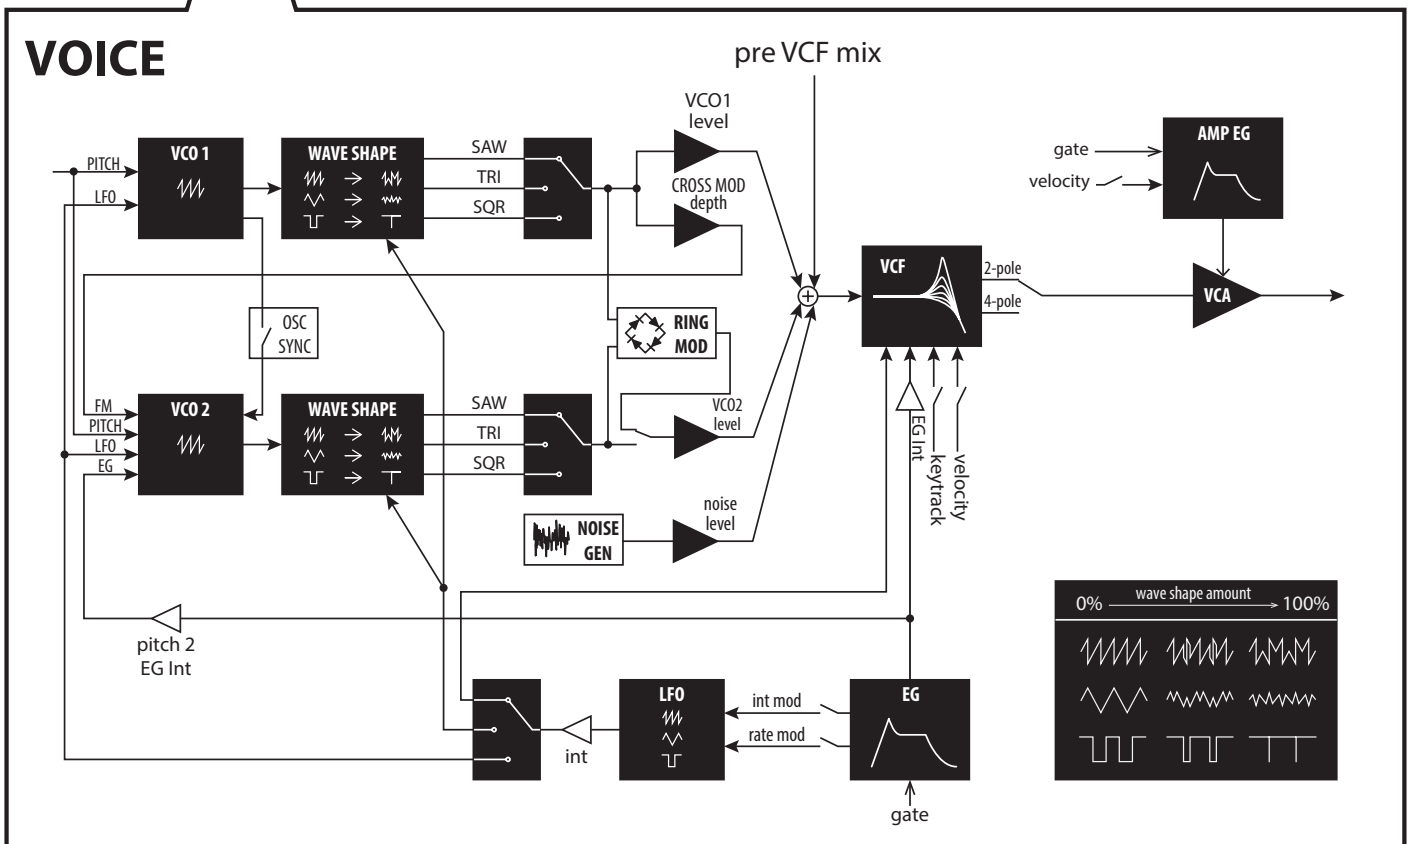 VOICE
pre VCF mix
VCO1
level
AMP EG
gate
velocity
PITCH
LFO
VCO 1
WAVE SHAPE
SAW
TRI
SQR
CROSS MOD
depth
VCF
2-pole
4-pole
VCA
OSC
SYNC
RING
MOD
FM
PITCH
LFO
EG
VCO 2
WAVE SHAPE
SAW
TRI
SQR
VCO2
level
EG Int
keytrack
velocity
NOISE
GEN
noise
level
pitch 2
EG Int
LFO
int
int mod
rate mod
EG
gate
wave shape amount
0% 100%